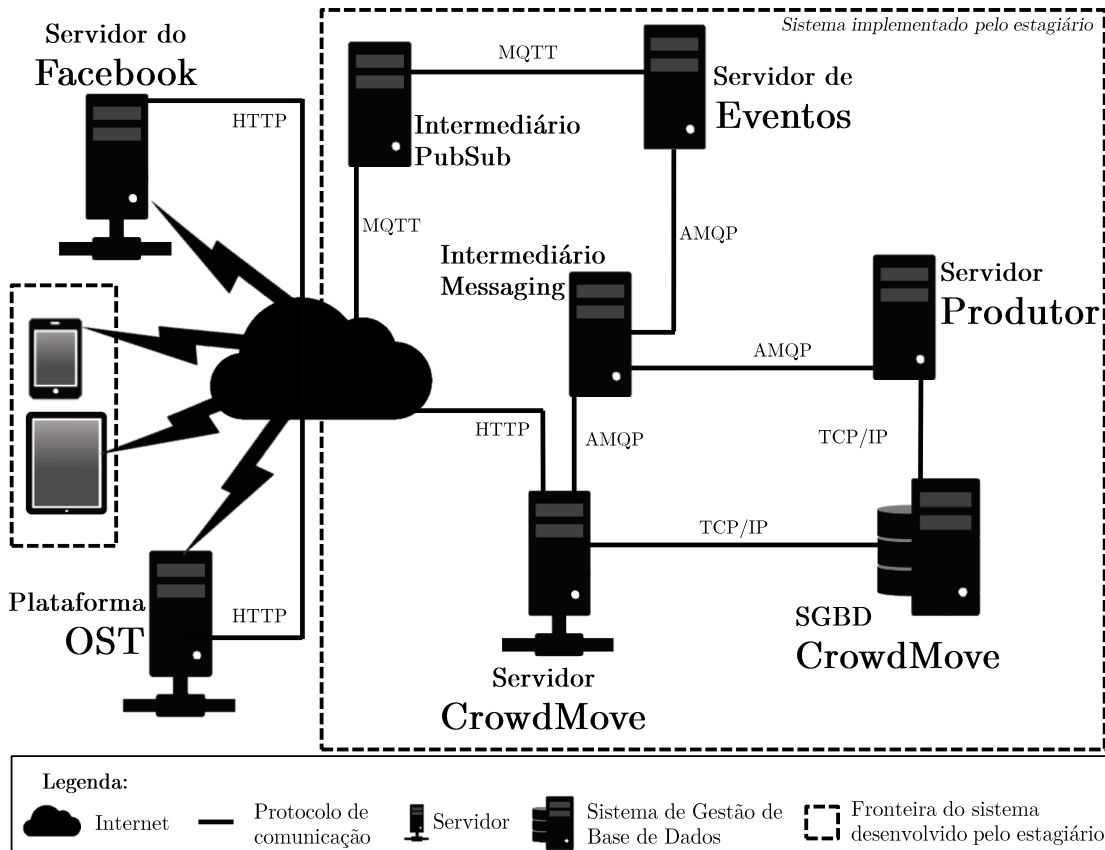 Sistema implementado pelo estagiário
Servidor do
Facebook
HTTP
MQTT
Servidor de
Eventos
Intermediário
PubSub
MQTT
AMQP
Intermediário
Messaging
Servidor
Produtor
AMQP
HTTP
AMQP
TCP/IP
TCP/IP
Plataforma
OST
HTTP
SGBD
CrowdMove
Servidor
CrowdMove
Legenda:
Internet
Protocolo de
comunicação
Servidor
Sistema de Gestão de
Base de Dados
Fronteira do sistema
desenvolvido pelo estagiário